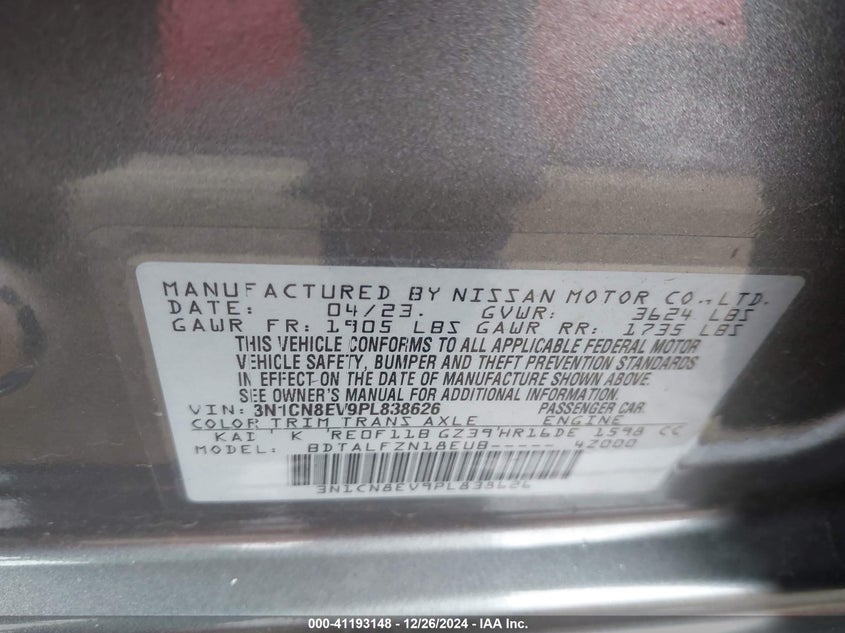 MANUFACTURED BY NISSAN MOTOR CO., LTD.
DATE: 04/23. GVWR: 3624 LBS
GAWR FR: 1905 LBS GAWR RR: 1735 LBS
THIS VEHICLE CONFORMS TO ALL APPLICABLE FEDERAL MOTOR
VEHICLE SAFETY, BUMPER AND THEFT PREVENTION STANDARDS
IN EFFECT ON THE DATE OF MANUFACTURE SHOWN ABOVE.
SEE OWNER'S MANUAL FOR ADDITIONAL INFORMATION.
VIN: 3N1CN8EV9PL838626 PASSENGER CAR.
COLOR TRIM TRANS AXLE ENGINE
KAI K RE0F11B GZ39 HR16DE 1598 CC
MODEL: BDTALFZN18EUB----- 42000
3N1CN8EV9PL838626
000-41193148 - 12/26/2024 - IAA Inc.